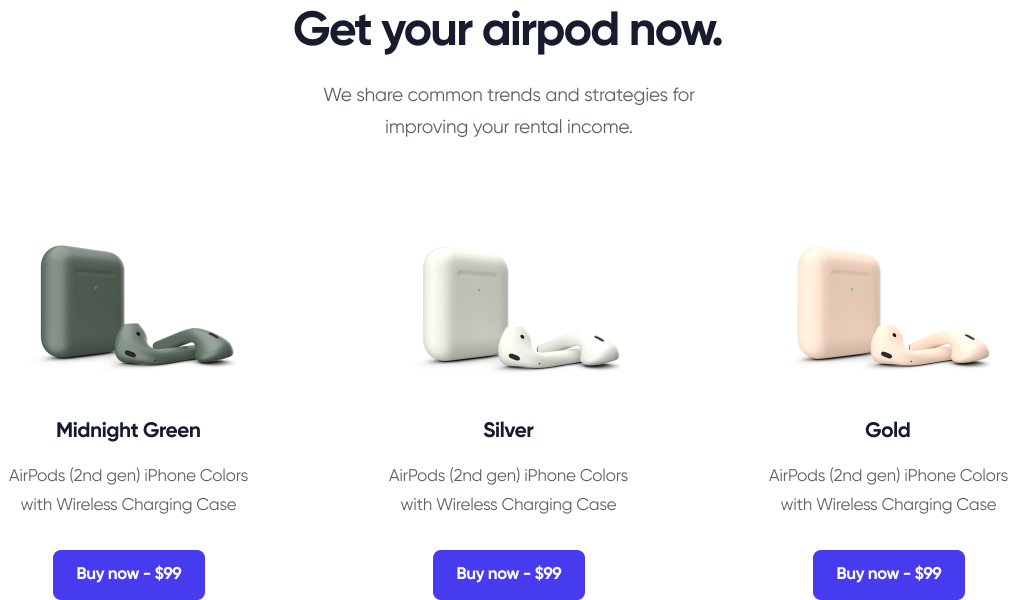 Get your airpod now.
We share common trends and strategies for
improving your rental income.
Midnight Green
AirPods (2nd gen) iPhone Colors
with Wireless Charging Case
Buy now - $99
Silver
AirPods (2nd gen) iPhone Colors
with Wireless Charging Case
Buy now - $99
Gold
AirPods (2nd gen) iPhone Colors
with Wireless Charging Case
Buy now - $99